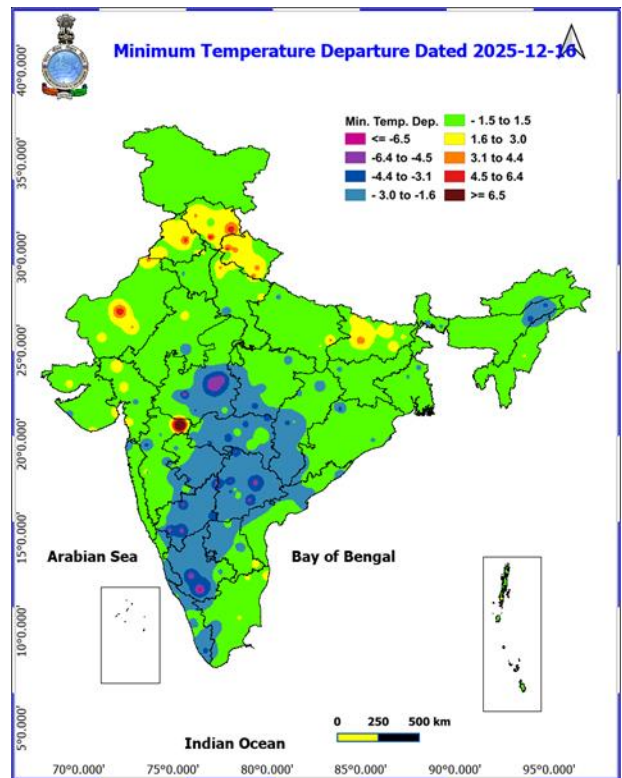 Minimum Temperature Departure Dated 2025-12-16
Min. Temp. Dep.
<= -6.5
-6.4 to -4.5
-4.4 to -3.1
- 3.0 to -1.6
- 1.5 to 1.5
1.6 to 3.0
3.1 to 4.4
4.5 to 6.4
>= 6.5
40°0.000'
35°0.000'
30°0.000'
25°0.000'
20°0.000'
15°0.000'
10°0.000'
5°0.000'
Arabian Sea
Bay of Bengal
0 250 500 km
Indian Ocean
70°0.000' 75°0.000' 80°0.000' 85°0.000' 90°0.000' 95°0.000'